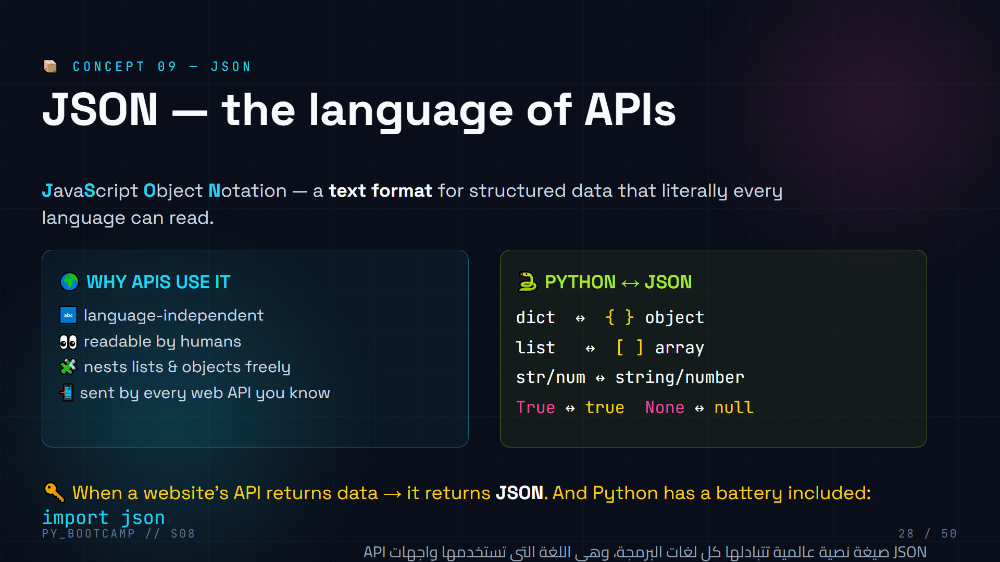 📦 CONCEPT 09 — JSON
JSON — the language of APIs
JavaScript Object Notation — a text format for structured data that literally every
language can read.
🌍 WHY APIS USE IT
🔤 language-independent
👀 readable by humans
🧩 nests lists & objects freely
📲 sent by every web API you know
🐍 PYTHON ↔ JSON
dict ↔ { } object
list ↔ [ ] array
str/num ↔ string/number
True ↔ true None ↔ null
🔑 When a website's API returns data → it returns JSON. And Python has a battery included:
import json
PY_BOOTCAMP // S08
28 / 50
JSON صيغة نصية عالمية تتبادلها كل لغات البرمجة، وهي اللغة التي تستخدمها واجهات API